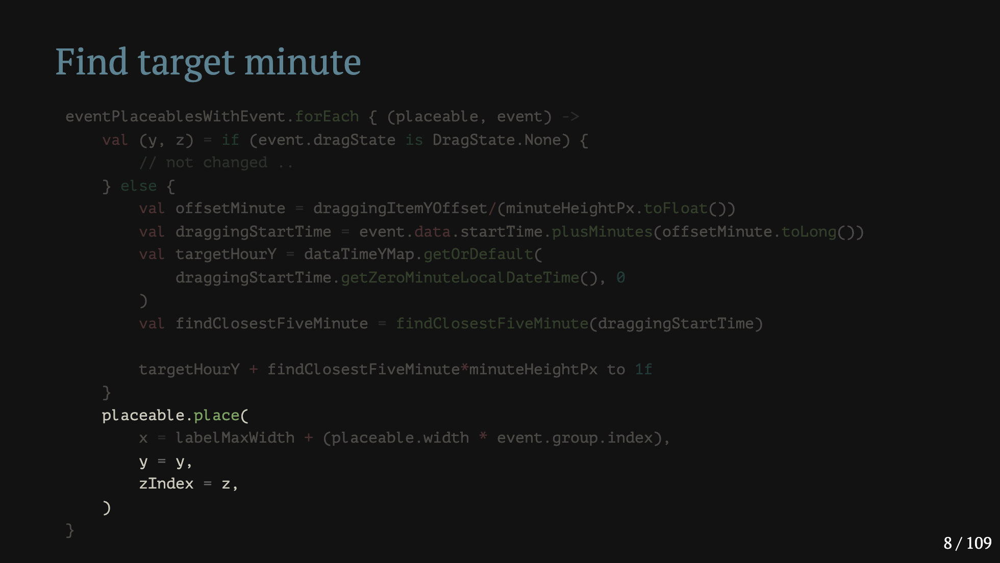 Find target minute
eventPlaceablesWithEvent.forEach { (placeable, event) ->
    val (y, z) = if (event.dragState is DragState.None) {
        // not changed ..
    } else {
        val offsetMinute = draggingItemYOffset/(minuteHeightPx.toFloat())
        val draggingStartTime = event.data.startTime.plusMinutes(offsetMinute.toLong())
        val targetHourY = dataTimeYMap.getOrDefault(
            draggingStartTime.getZeroMinuteLocalDateTime(), 0
        )
        val findClosestFiveMinute = findClosestFiveMinute(draggingStartTime)

        targetHourY + findClosestFiveMinute*minuteHeightPx to 1f
    }
    placeable.place(
        x = labelMaxWidth + (placeable.width * event.group.index),
        y = y,
        zIndex = z,
    )
}
8 / 109